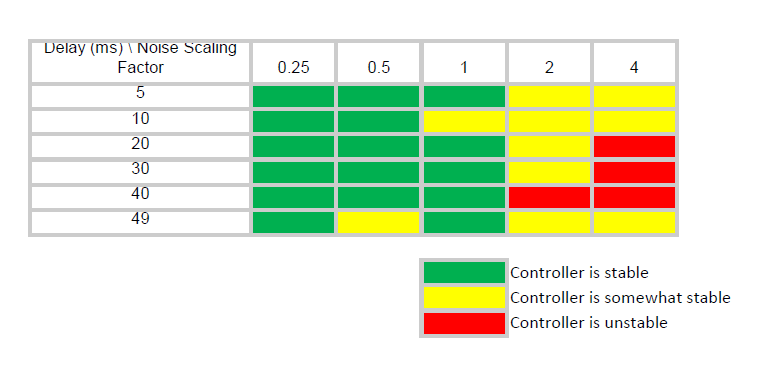 Delay (ms) \ Noise Scaling
Factor
0.25
0.5
1
2
4
5
10
20
30
40
49
Controller is stable
Controller is somewhat stable
Controller is unstable